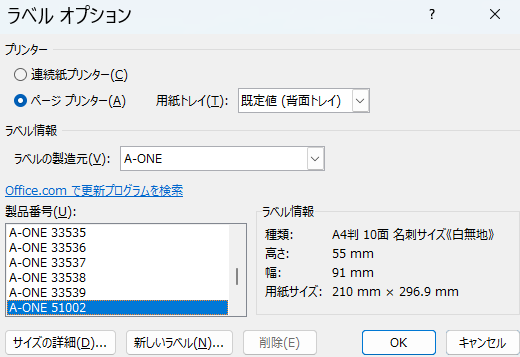 ラベル オプション
プリンター
連続紙プリンター(C)
ページ プリンター(A) 用紙トレイ(T): 既定値 (背面トレイ)
ラベル情報
ラベルの製造元(V): A-ONE
Office.com で更新プログラムを検索
製品番号(U):
A-ONE 33535
A-ONE 33536
A-ONE 33537
A-ONE 33538
A-ONE 33539
A-ONE 51002
ラベル情報
種類: A4判 10面 名刺サイズ《白無地》
高さ: 55 mm
幅: 91 mm
用紙サイズ: 210 mm × 296.9 mm
サイズの詳細(D)... 新しいラベル(N)... 削除(E) OK キャンセル